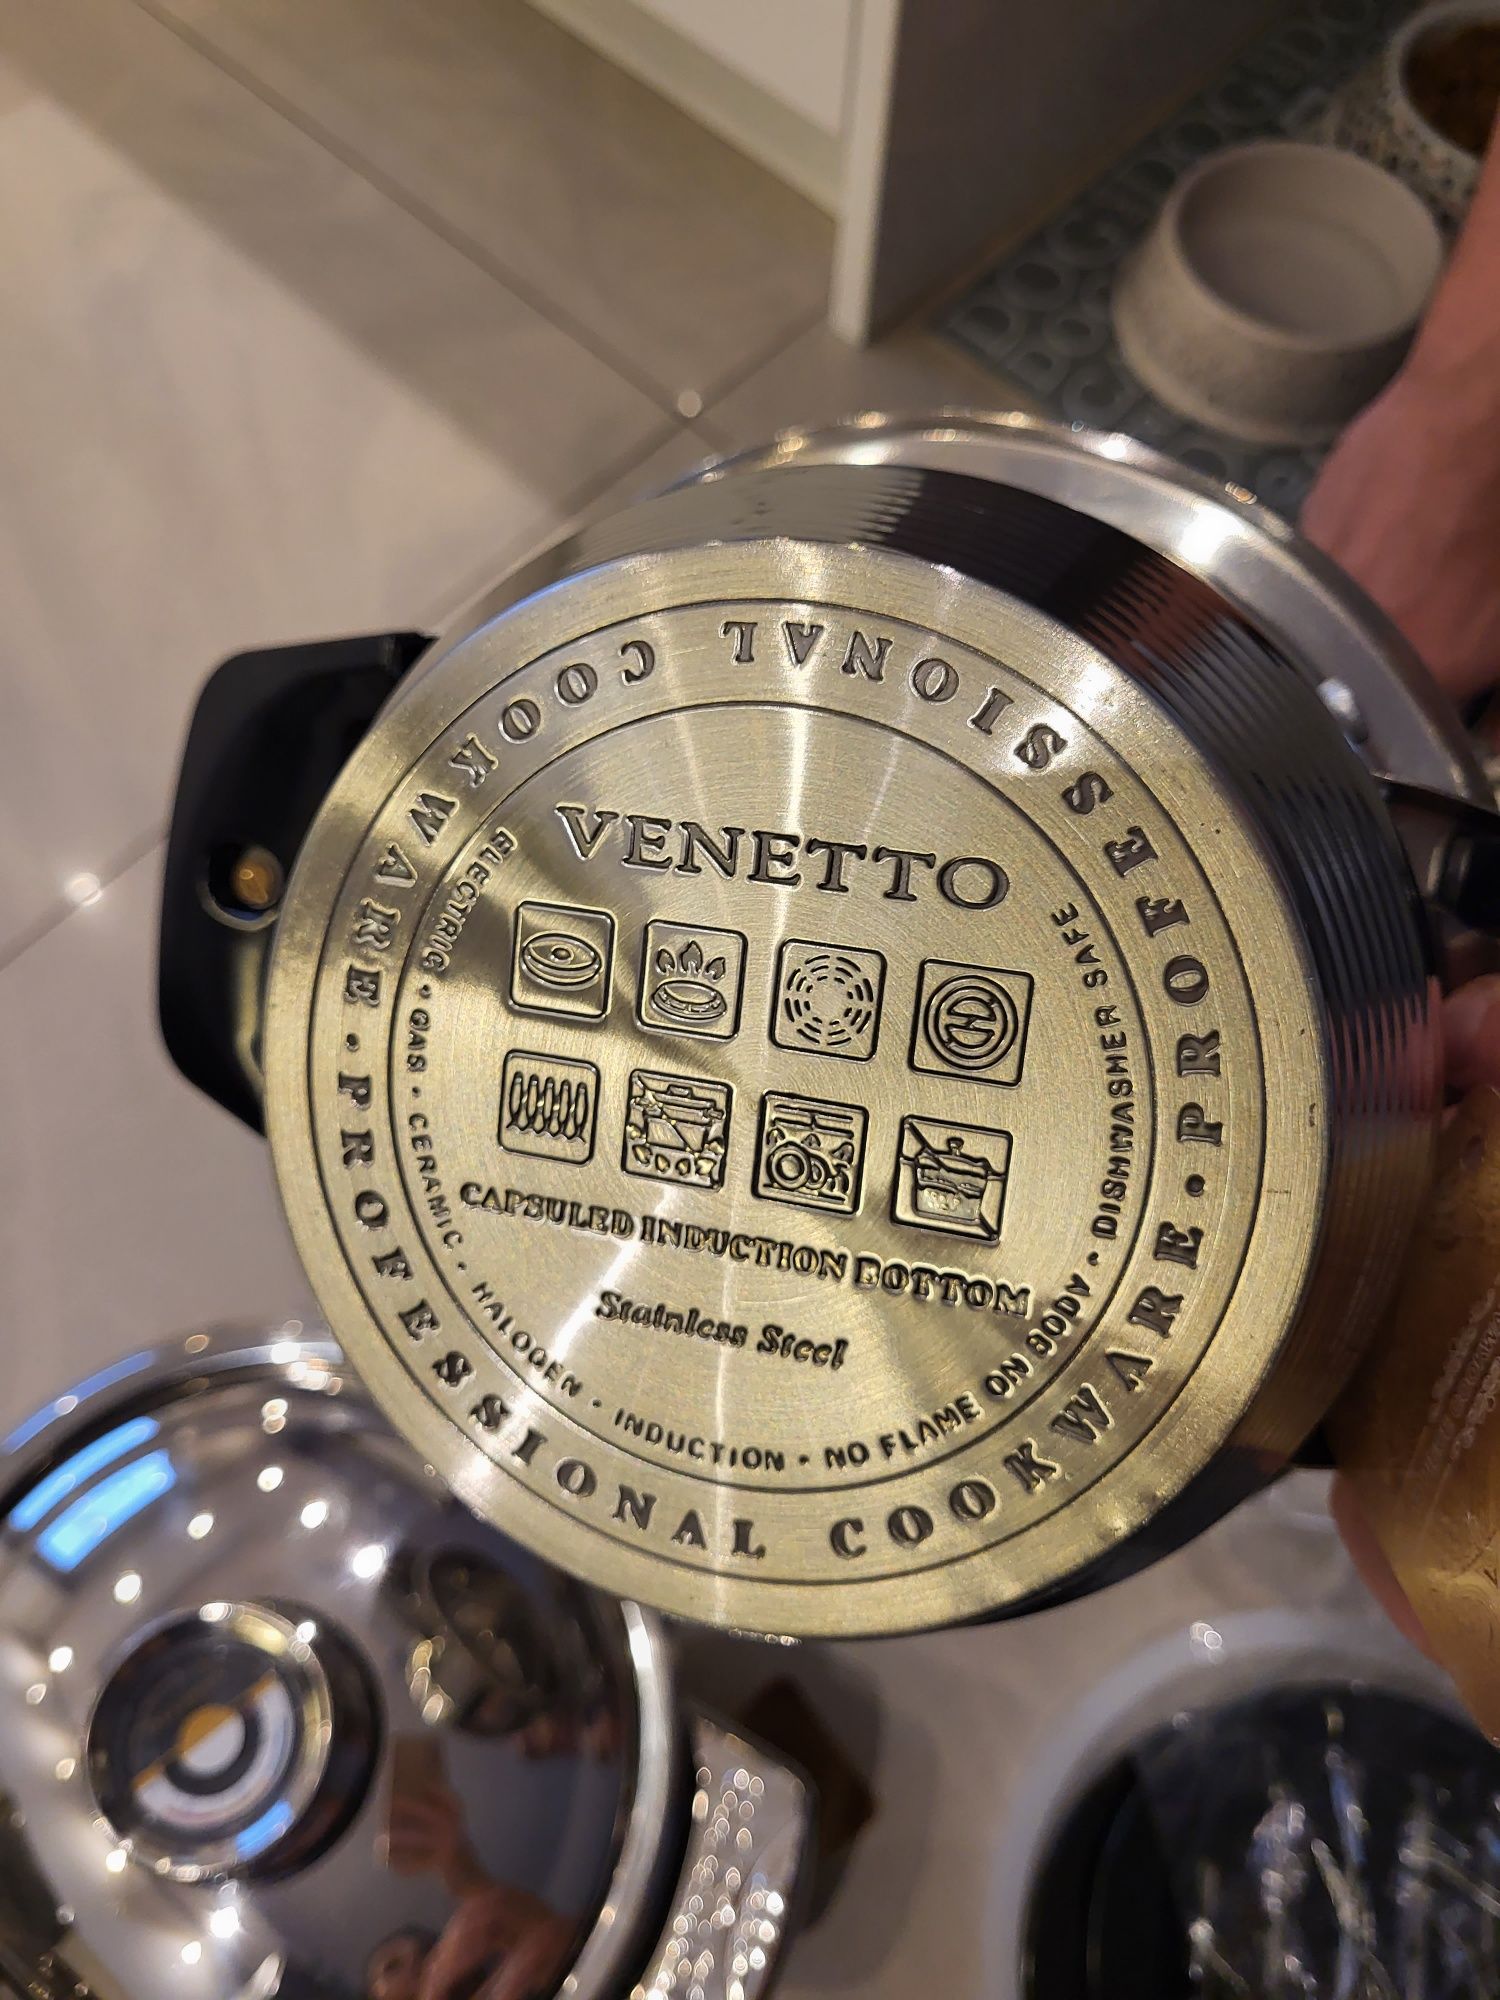 VENETTO
CAPSULED INDUCTION BOTTOM
Stainless Steel
ELECTRIC • GAS • CERAMIC • HALOGEN • INDUCTION • NO FLAME ON BODY • DISHWASHER SAFE
PROFESSIONAL COOKWARE • PROFESSIONAL COOKWARE •